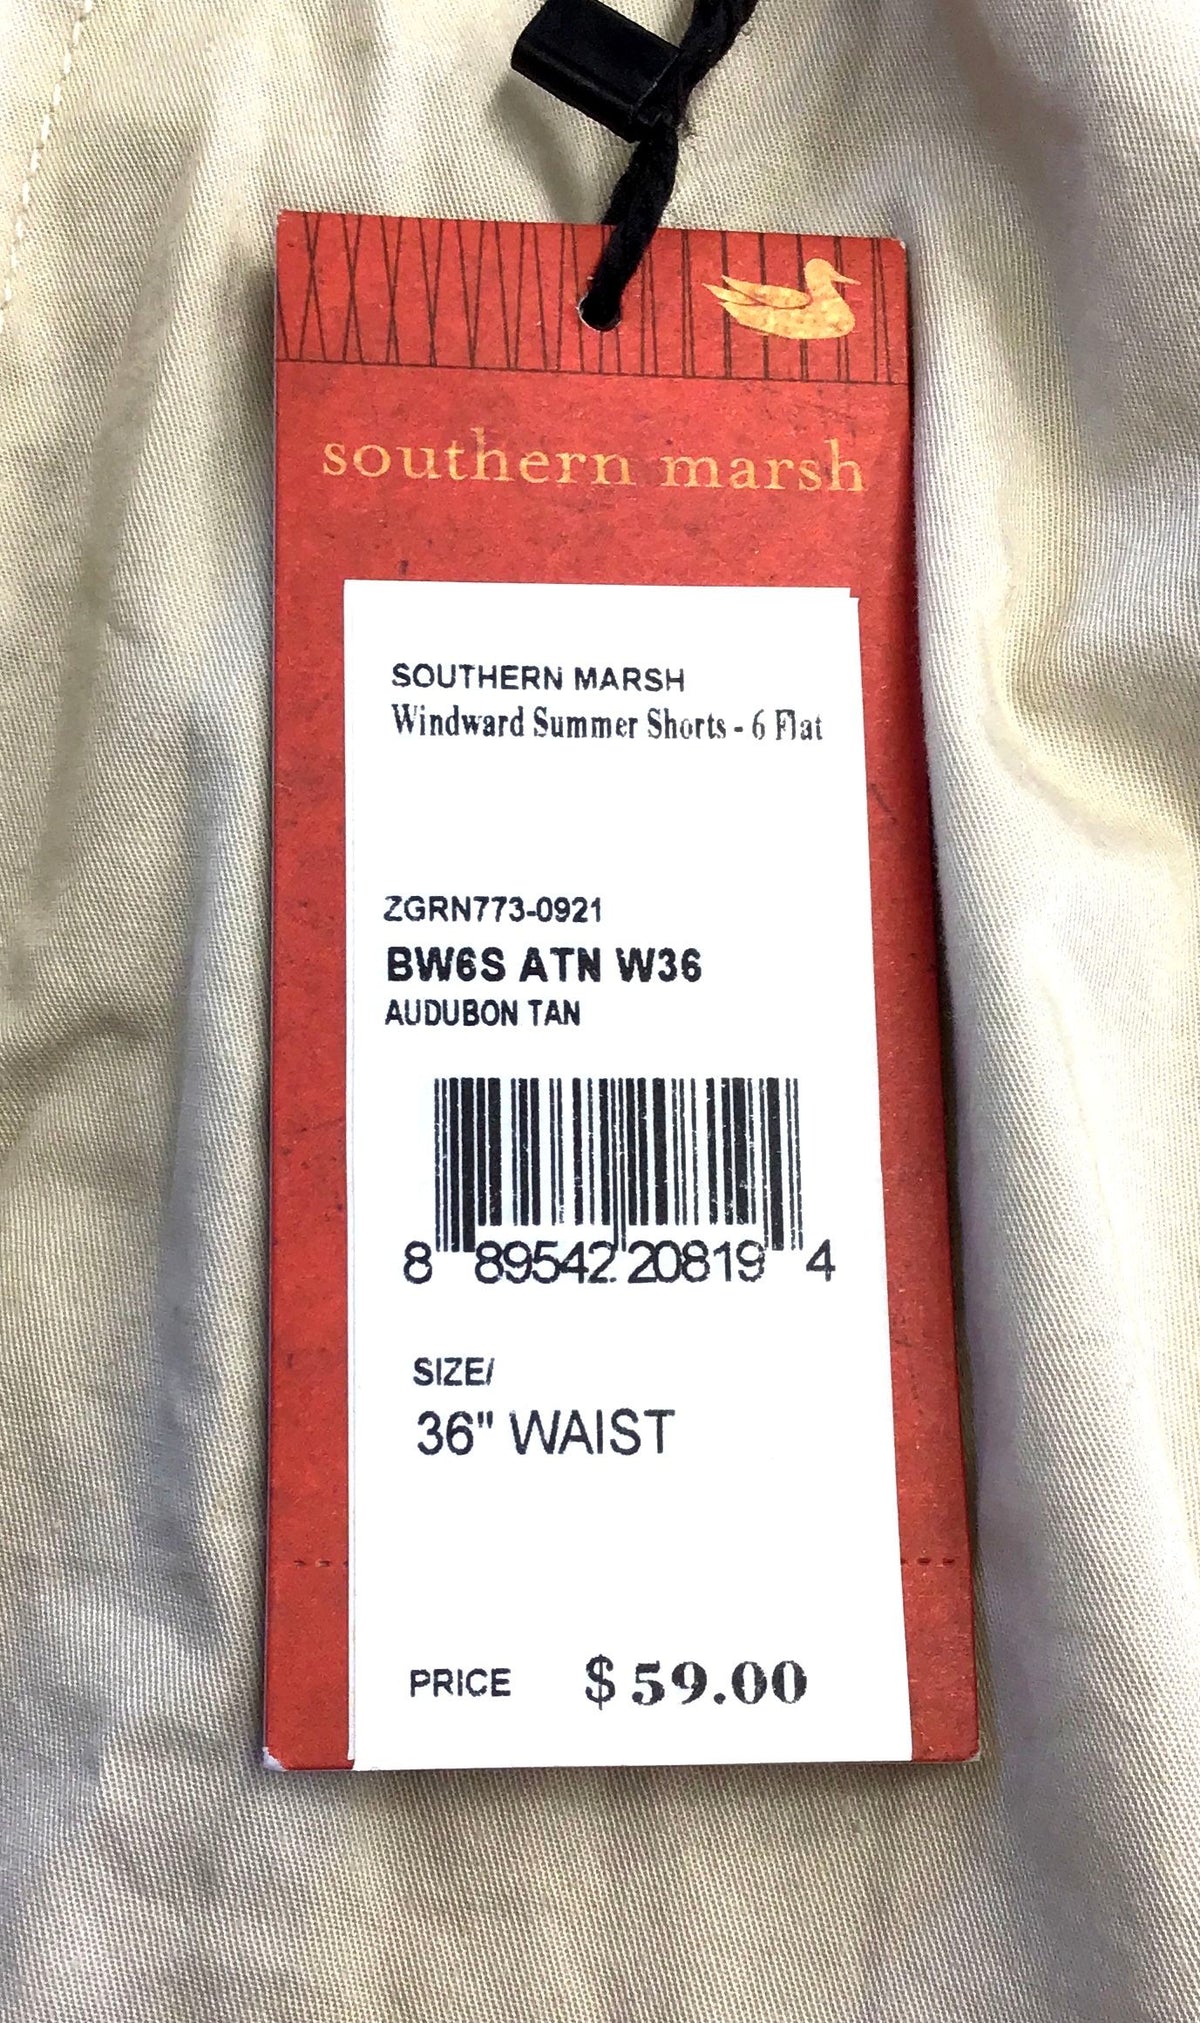 southern marsh
SOUTHERN MARSH
Windward Summer Shorts - 6 Flat
ZGRN773-0921
BW6S ATN W36
AUDUBON TAN
8 89542 20819 4
SIZE/
36" WAIST
PRICE $ 59.00